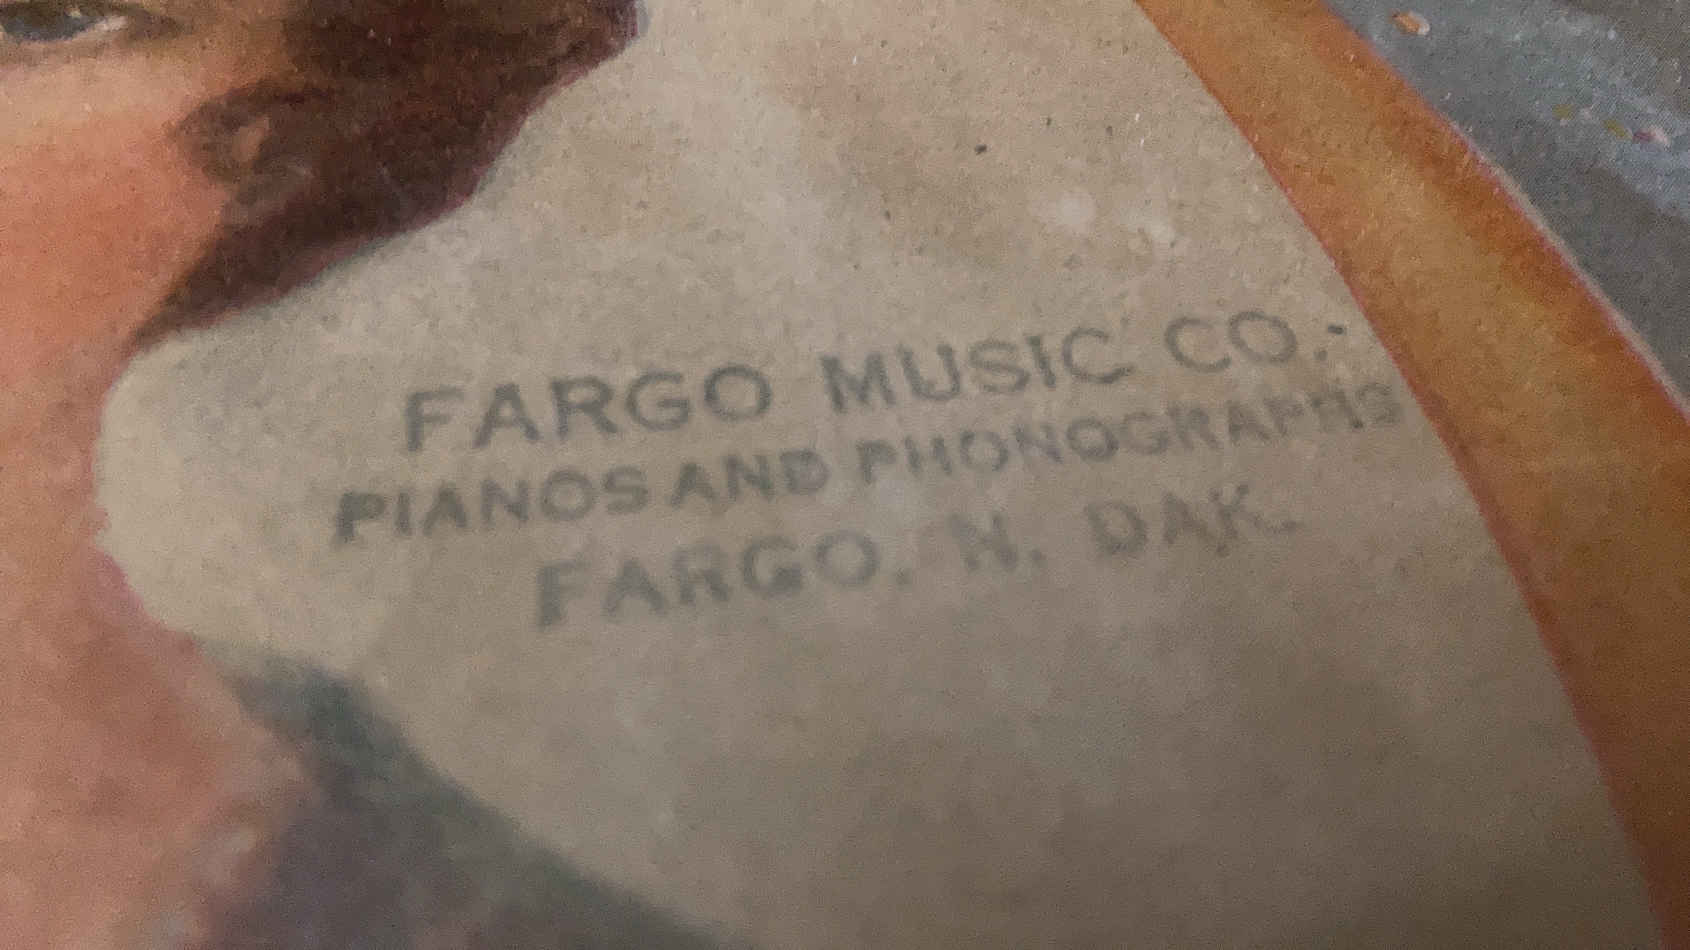 FARGO MUSIC CO.-
PIANOS AND PHONOGRAPHS
FARGO, N. DAK.